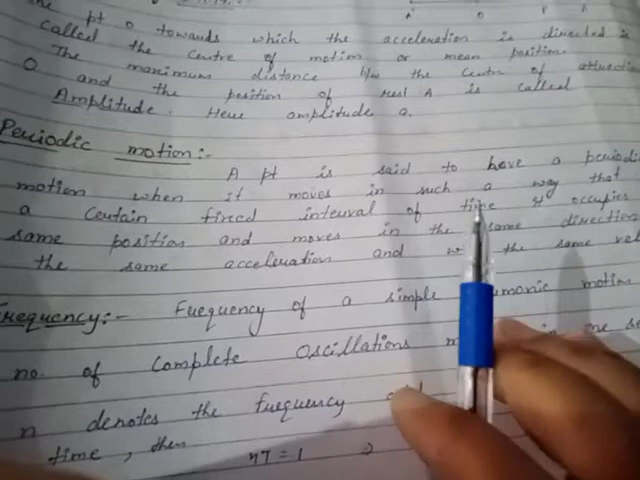 pt O towards which the acceleration is directed is
called the centre of motion or mean position.
The maximum distance b/w the centre of attraction
O and the position of rest A is called
Amplitude. Here amplitude a.
Periodic motion:-
A pt is said to have a periodic
motion when it moves in such a way that
a certain fixed interval of time it occupies
same position and moves in the same direction
the same acceleration and the same vel
Frequency:- Frequency of a simple motion
no. of complete oscillations in one
n denotes the frequency
time, then
nT = 1 ⇒